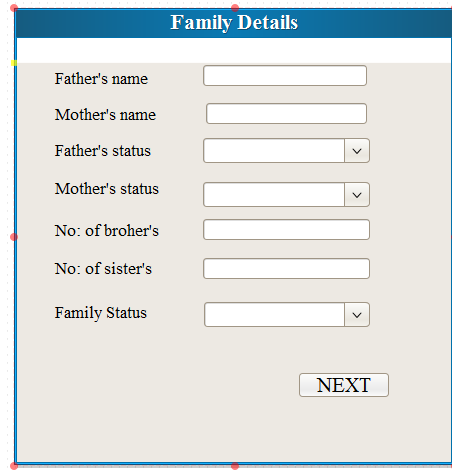 Family Details
Father's name
Mother's name
Father's status
Mother's status
No: of broher's
No: of sister's
Family Status
NEXT